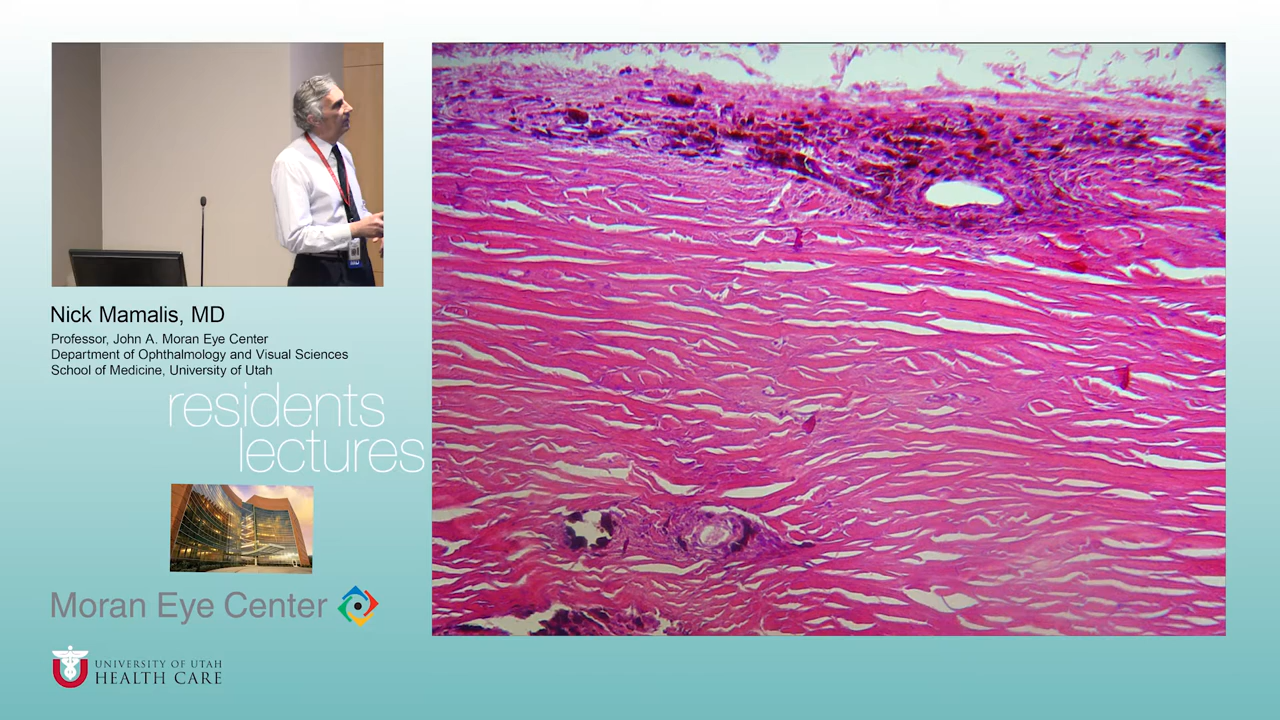 Nick Mamalis, MD
Professor, John A. Moran Eye Center
Department of Ophthalmology and Visual Sciences
School of Medicine, University of Utah
residents
lectures
Moran Eye Center
U
UNIVERSITY OF UTAH
HEALTH CARE